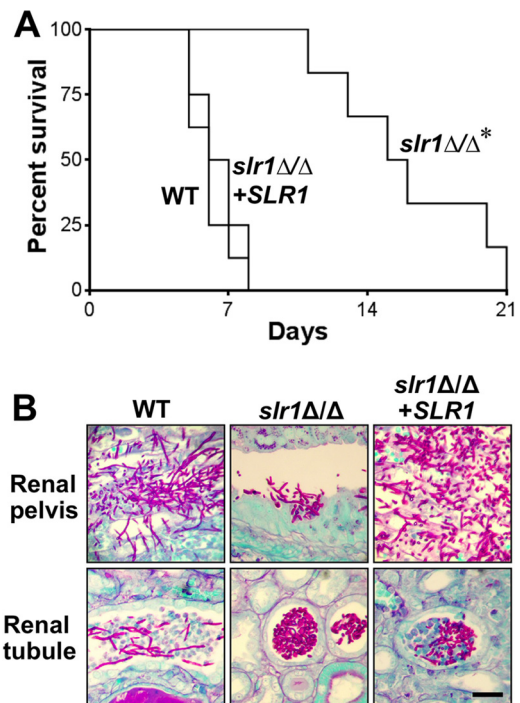 A
Percent survival
100
75
50
25
0
WT
slr1Δ/Δ
+SLR1
slr1Δ/Δ*
0
7
14
21
Days
B
WT
slr1Δ/Δ
slr1Δ/Δ
+SLR1
Renal
pelvis
Renal
tubule